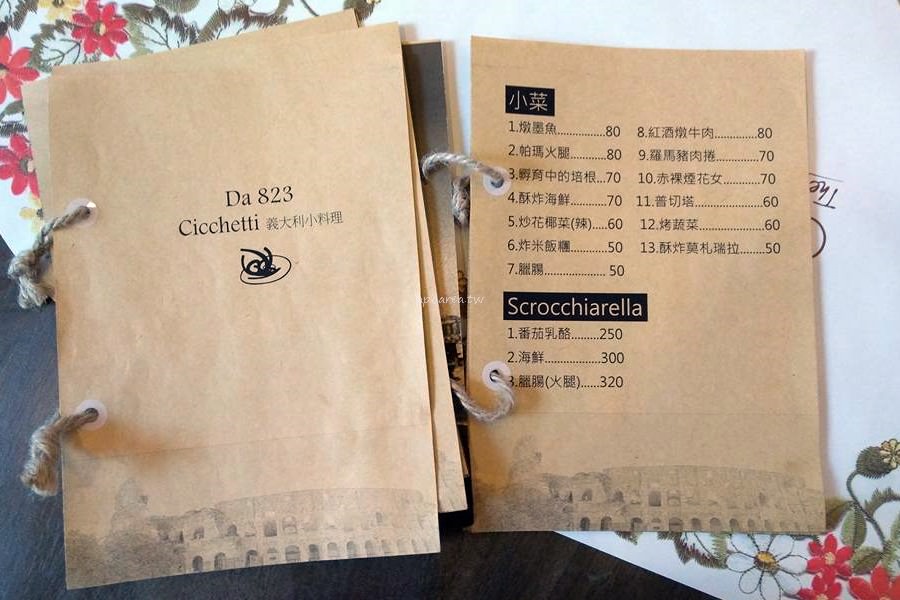 Da 823
Cicchetti 義大利小料理
小菜
1.燉墨魚...............80
2.帕瑪火腿...........80
3.孵育中的培根...70
4.酥炸海鮮...........70
5.炒花椰菜(辣).....60
6.炸米飯糰...........50
7.臘腸................... 50
8.紅酒燉牛肉.............80
9.羅馬豬肉捲.............70
10.赤裸煙花女...........70
11.普切塔...................60
12.烤蔬菜..................60
13.酥炸莫札瑞拉........50
Scrocchiarella
1.番茄乳酪.........250
2.海鮮..................300
3.臘腸(火腿)......320
The